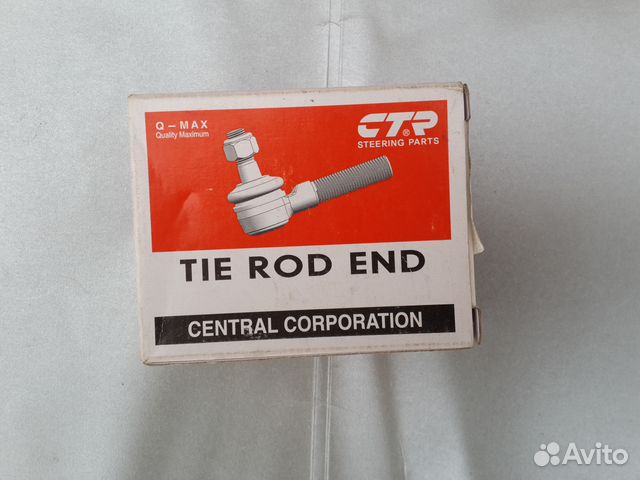 Q – MAX
Quality Maximum
CTR®
STEERING PARTS
TIE ROD END
CENTRAL CORPORATION
Avito